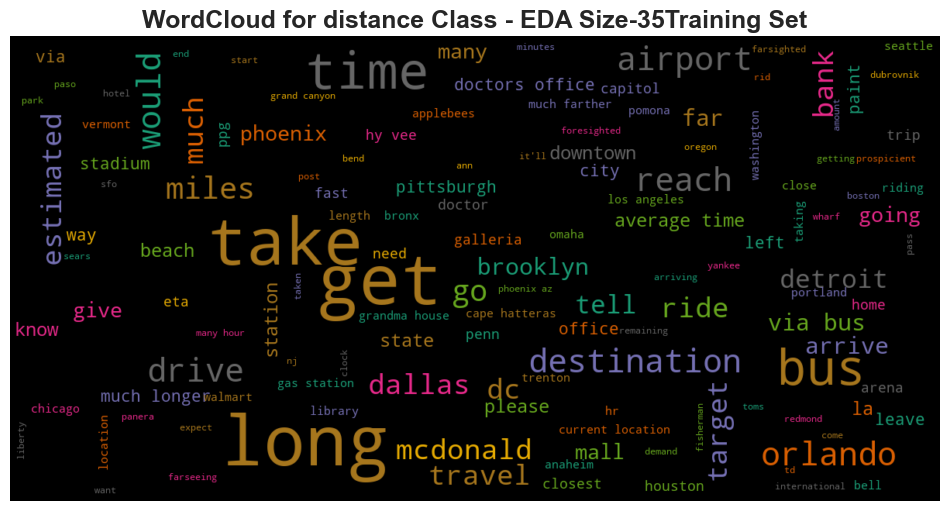 WordCloud for distance Class - EDA Size-35Training Set
via
end
start
time
many
minutes
airport
farsighted
seattle
paso
park
hotel
grand canyon
would
much
doctors office
capitol
rid
bank
amount
paint
dubrovnik
vermont
estimated
ppg
phoenix
applebees
much farther
pomona
hy vee
foresighted
far
trip
stadium
sfo
miles
bend
post
fast
ann
it'll
downtown
city
oregon
washington
getting
prospicient
pittsburgh
doctor
reach
los angeles
close
boston
riding
way
sears
beach
take
length
bronx
need
galleria
omaha
average time
left
taking
wharf
going
pass
get
taken
brooklyn
phoenix az
go
arriving
yankee
detroit
portland
home
know
give
eta
many hour
station
grandma house
cape hatteras
penn
state
tell
office
remaining
ride
via bus
arrive
drive
nj
clock
gas station
dallas
destination
trenton
dc
bus
arena
much longer
walmart
library
please
hr
target
toms
la
leave
chicago
liberty
panera
location
expect
long
mcdonald
current location
mall
demand
fisherman
redmond
come
orlando
farseeing
want
travel
anaheim
closest
houston
td
international
bell